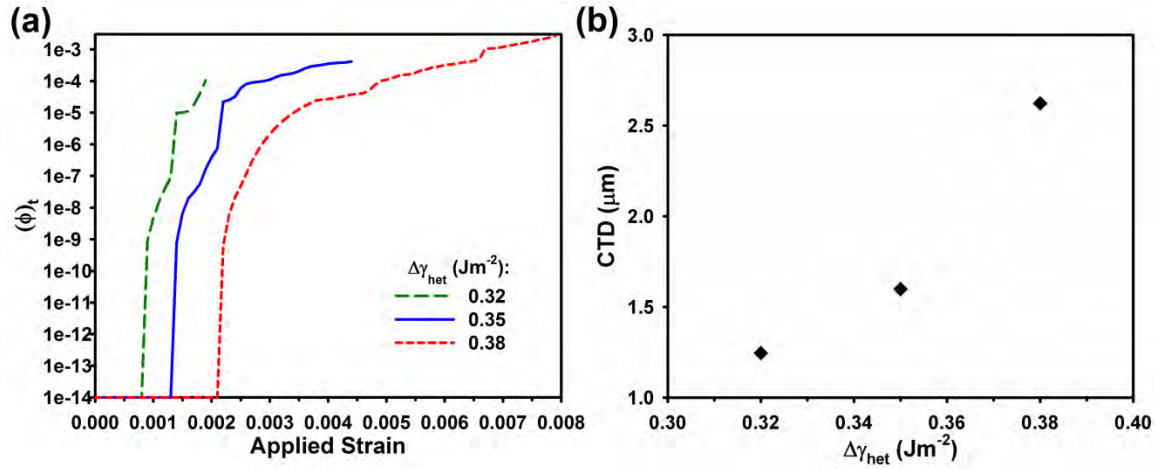 (a)
(ϕ)t
1e-3
1e-4
1e-5
1e-6
1e-7
1e-8
1e-9
1e-10
1e-11
1e-12
1e-13
1e-14
0.000 0.001 0.002 0.003 0.004 0.005 0.006 0.007 0.008
Applied Strain
Δγhet (Jm-2):
0.32
0.35
0.38
(b)
CTD (μm)
3.0
2.5
2.0
1.5
1.0
0.30 0.32 0.34 0.36 0.38 0.40
Δγhet (Jm-2)